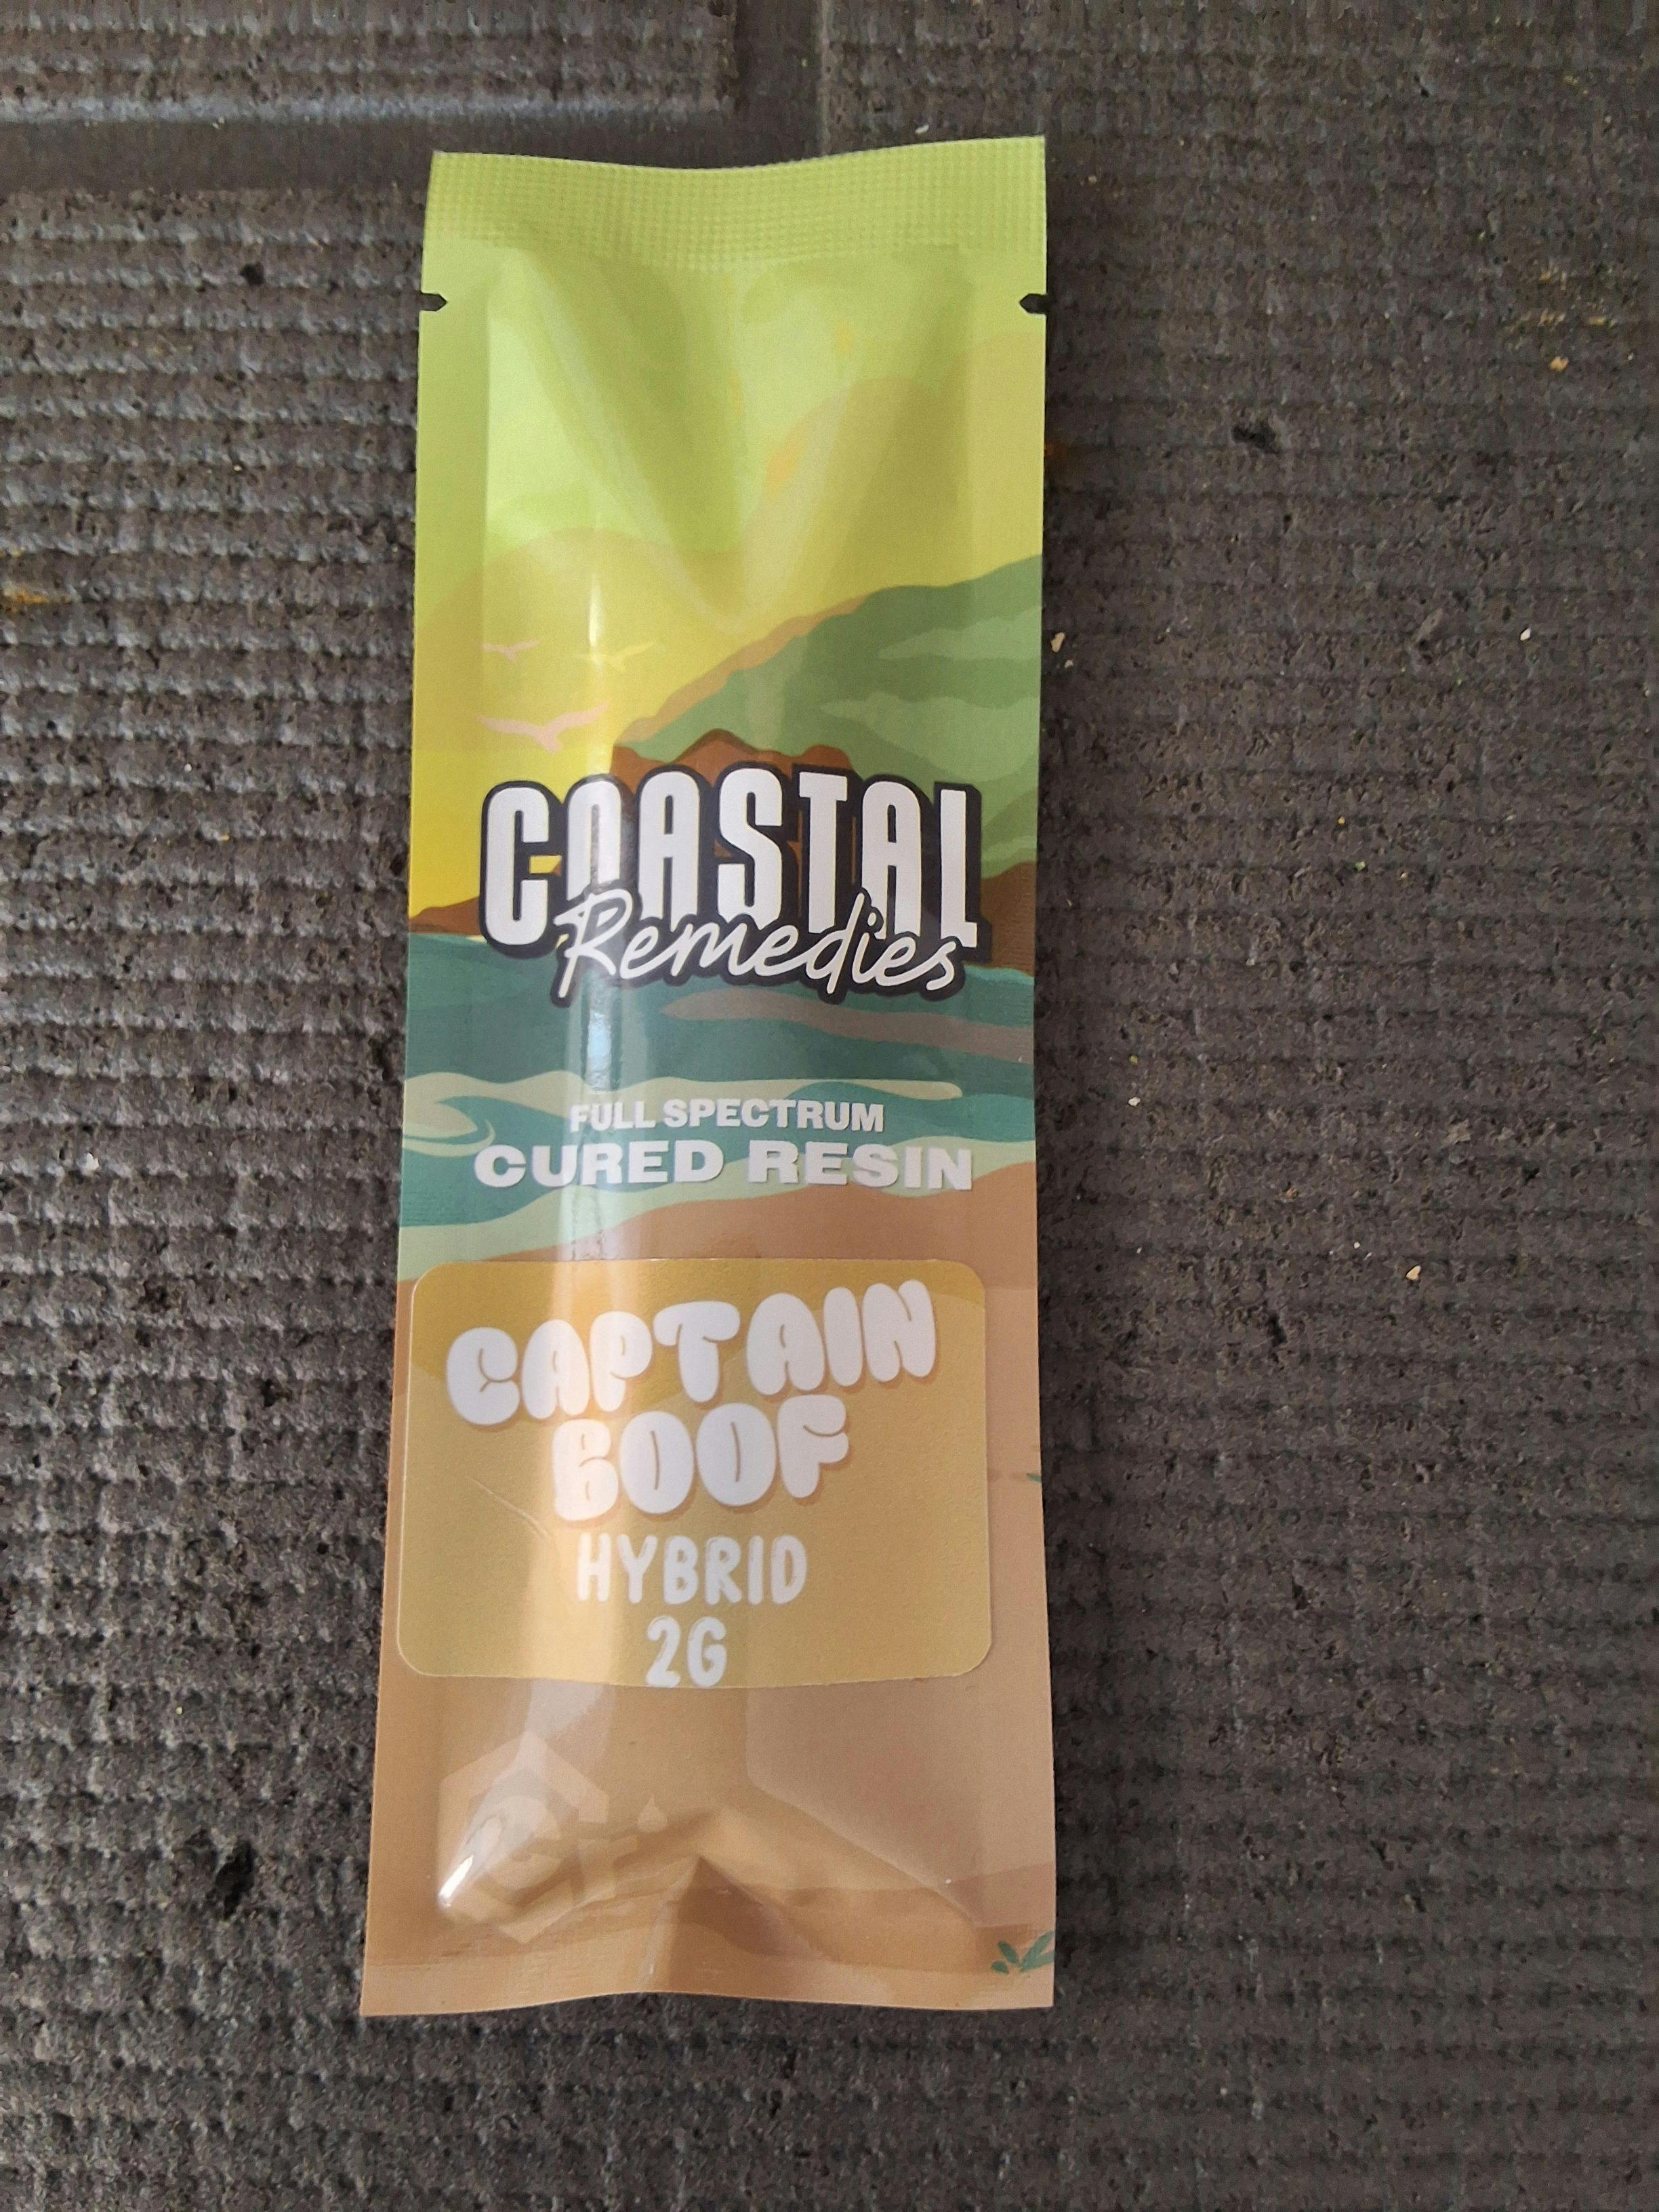 COASTAL
Remedies
FULL SPECTRUM
CURED RESIN
CAPTAIN
BOOF
HYBRID
2G